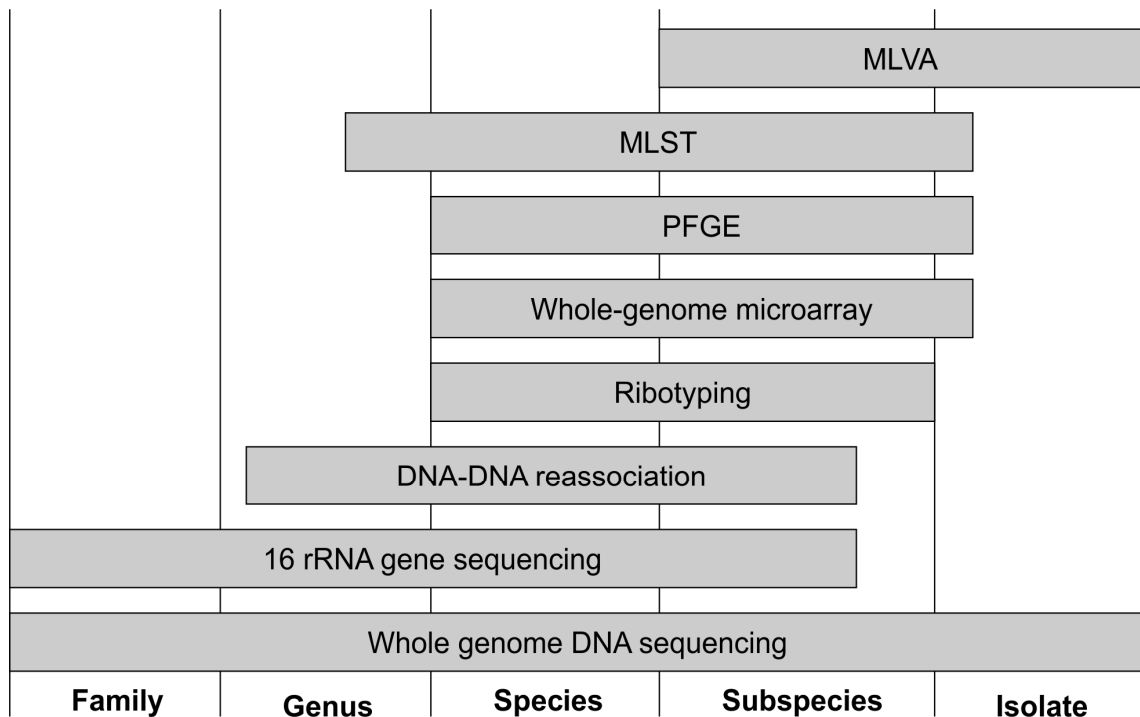 MLVA
MLST
PFGE
Whole-genome microarray
Ribotyping
DNA-DNA reassociation
16 rRNA gene sequencing
Whole genome DNA sequencing
Family Genus Species Subspecies Isolate